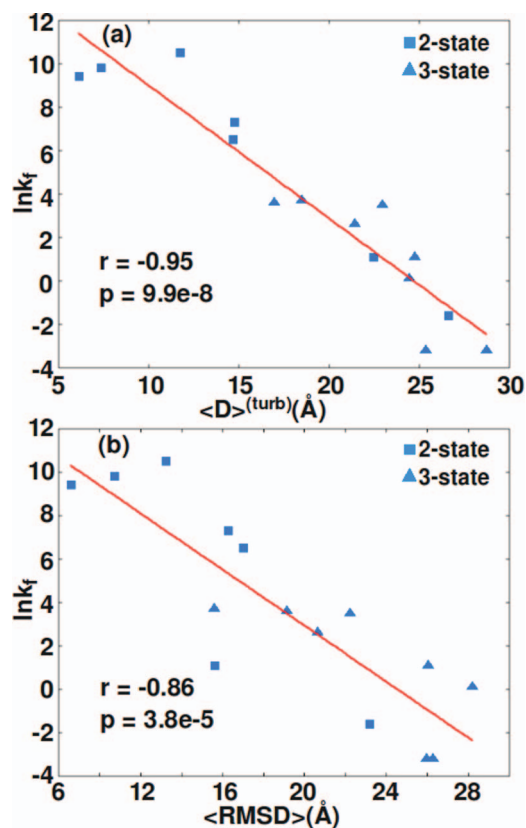 12
(a)
2-state
10
3-state
8
6
lnkf
4
2
r = -0.95
0
p = 9.9e-8
-2
-4
5 10 15 20 25 30
<D>(turb)(Å)
12
(b)
2-state
10
3-state
8
6
lnkf
4
2
r = -0.86
0
p = 3.8e-5
-2
-4
6 12 16 20 24 28
<RMSD>(Å)